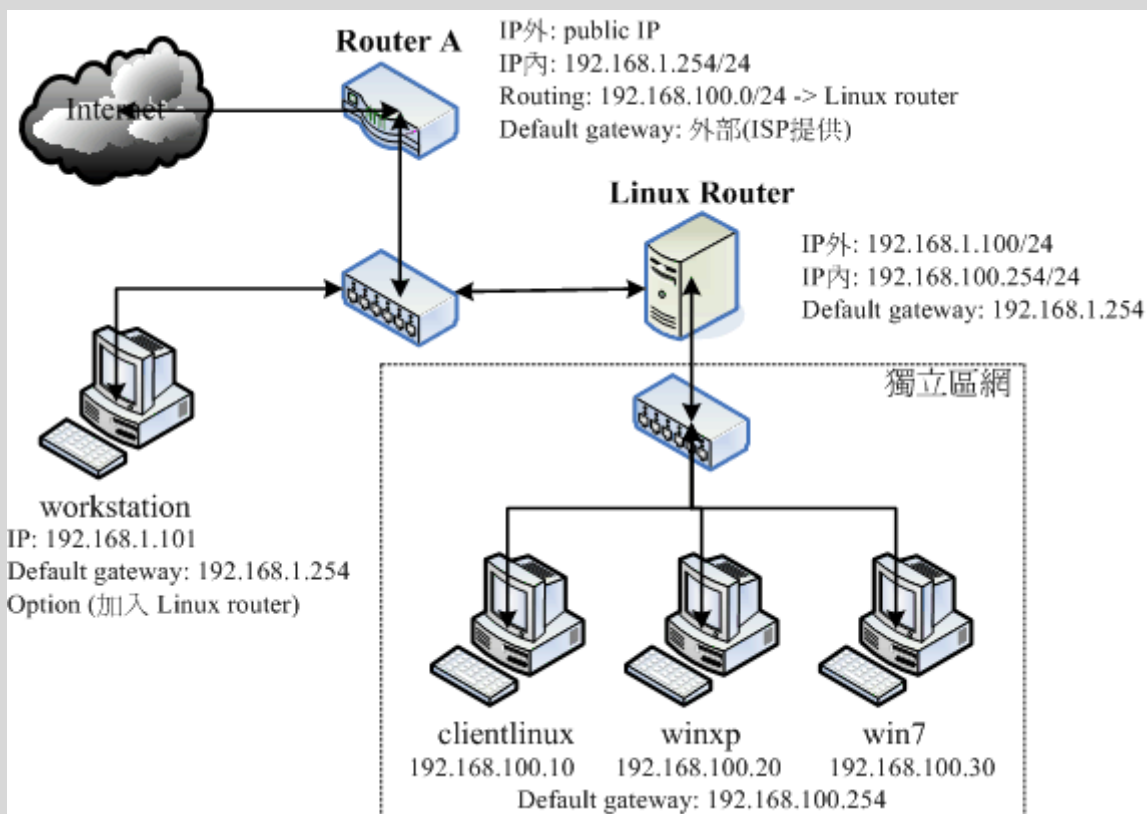 Internet
Router A
IP外: public IP
IP內: 192.168.1.254/24
Routing: 192.168.100.0/24 -> Linux router
Default gateway: 外部(ISP提供)
Linux Router
IP外: 192.168.1.100/24
IP內: 192.168.100.254/24
Default gateway: 192.168.1.254
workstation
IP: 192.168.1.101
Default gateway: 192.168.1.254
Option (加入 Linux router)
獨立區網
clientlinux
192.168.100.10
winxp
192.168.100.20
win7
192.168.100.30
Default gateway: 192.168.100.254